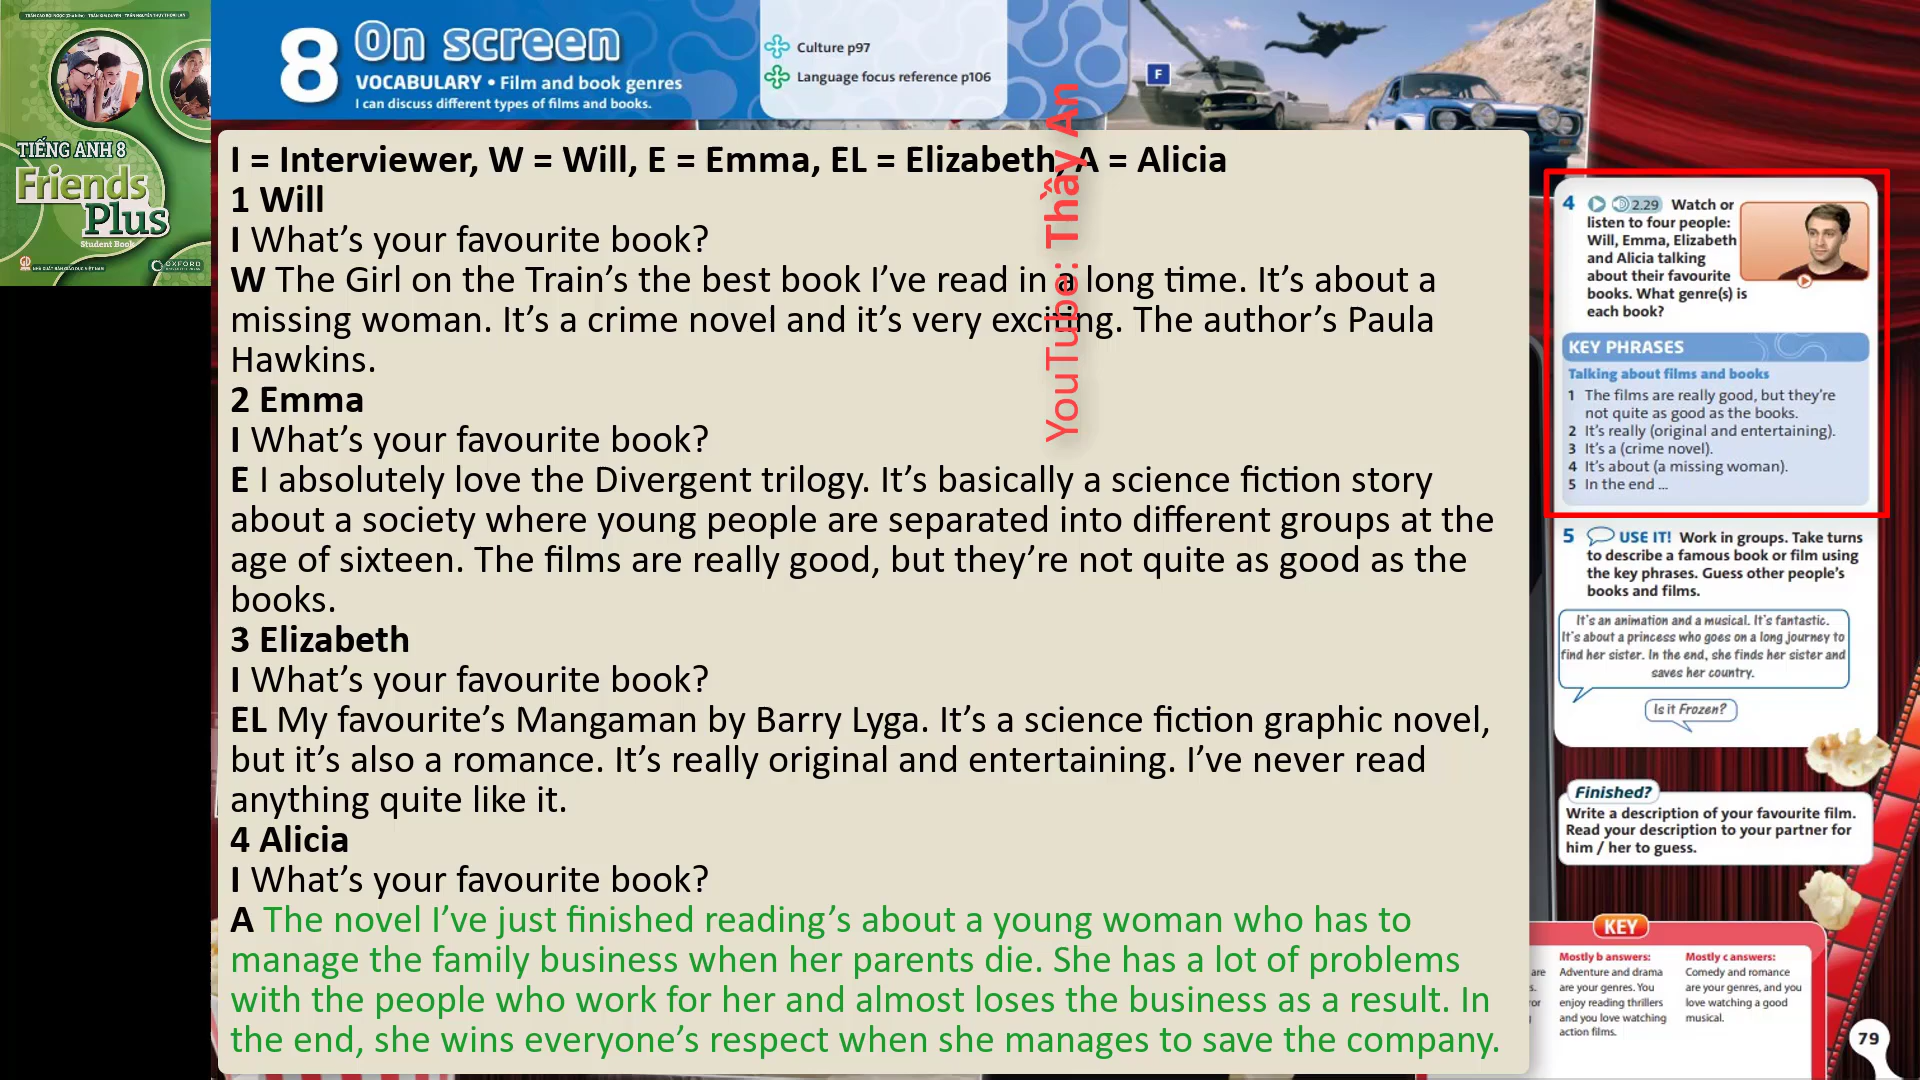 TIẾNG ANH 8
Friends
Plus
Student Book
NHÀ XUẤT BẢN GIÁO DỤC VIỆT NAM
OXFORD
8 On screen
VOCABULARY • Film and book genres
I can discuss different types of films and books.
Culture p97
Language focus reference p106
F
YouTube: Thầy An
I = Interviewer, W = Will, E = Emma, EL = Elizabeth, A = Alicia
1 Will
I What’s your favourite book?
W The Girl on the Train’s the best book I’ve read in a long time. It’s about a
missing woman. It’s a crime novel and it’s very exciting. The author’s Paula
Hawkins.
2 Emma
I What’s your favourite book?
E I absolutely love the Divergent trilogy. It’s basically a science fiction story
about a society where young people are separated into different groups at the
age of sixteen. The films are really good, but they’re not quite as good as the
books.
3 Elizabeth
I What’s your favourite book?
EL My favourite’s Mangaman by Barry Lyga. It’s a science fiction graphic novel,
but it’s also a romance. It’s really original and entertaining. I’ve never read
anything quite like it.
4 Alicia
I What’s your favourite book?
A The novel I’ve just finished reading’s about a young woman who has to
manage the family business when her parents die. She has a lot of problems
with the people who work for her and almost loses the business as a result. In
the end, she wins everyone’s respect when she manages to save the company.
4 2.29 Watch or
listen to four people:
Will, Emma, Elizabeth
and Alicia talking
about their favourite
books. What genre(s) is
each book?
KEY PHRASES
Talking about films and books
1 The films are really good, but they’re
not quite as good as the books.
2 It’s really (original and entertaining).
3 It’s a (crime novel).
4 It’s about (a missing woman).
5 In the end ...
5 USE IT! Work in groups. Take turns
to describe a famous book or film using
the key phrases. Guess other people’s
books and films.
It’s an animation and a musical. It’s fantastic.
It’s about a princess who goes on a long journey to
find her sister. In the end, she finds her sister and
saves her country.
Is it Frozen?
Finished?
Write a description of your favourite film.
Read your description to your partner for
him / her to guess.
KEY
Mostly b answers:
Adventure and drama
are your genres. You
enjoy reading thrillers
and you love watching
action films.
Mostly c answers:
Comedy and romance
are your genres, and you
love watching a good
musical.
79